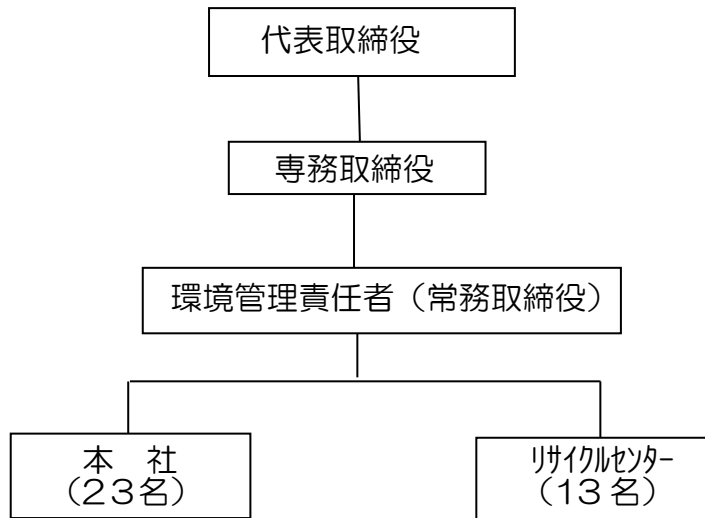 代表取締役
専務取締役
環境管理責任者（常務取締役）
本　社
（２３名）
ﾘｻｲｸﾙｾﾝﾀｰ
（１３名）